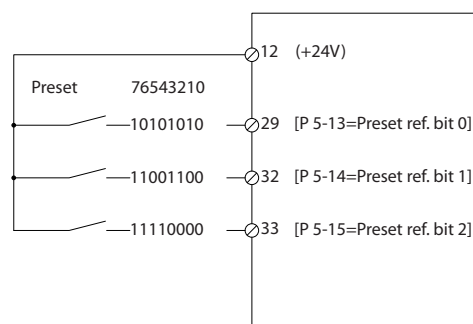 12 (+24V)
Preset 76543210
10101010 29 [P 5-13=Preset ref. bit 0]
11001100 32 [P 5-14=Preset ref. bit 1]
11110000 33 [P 5-15=Preset ref. bit 2]